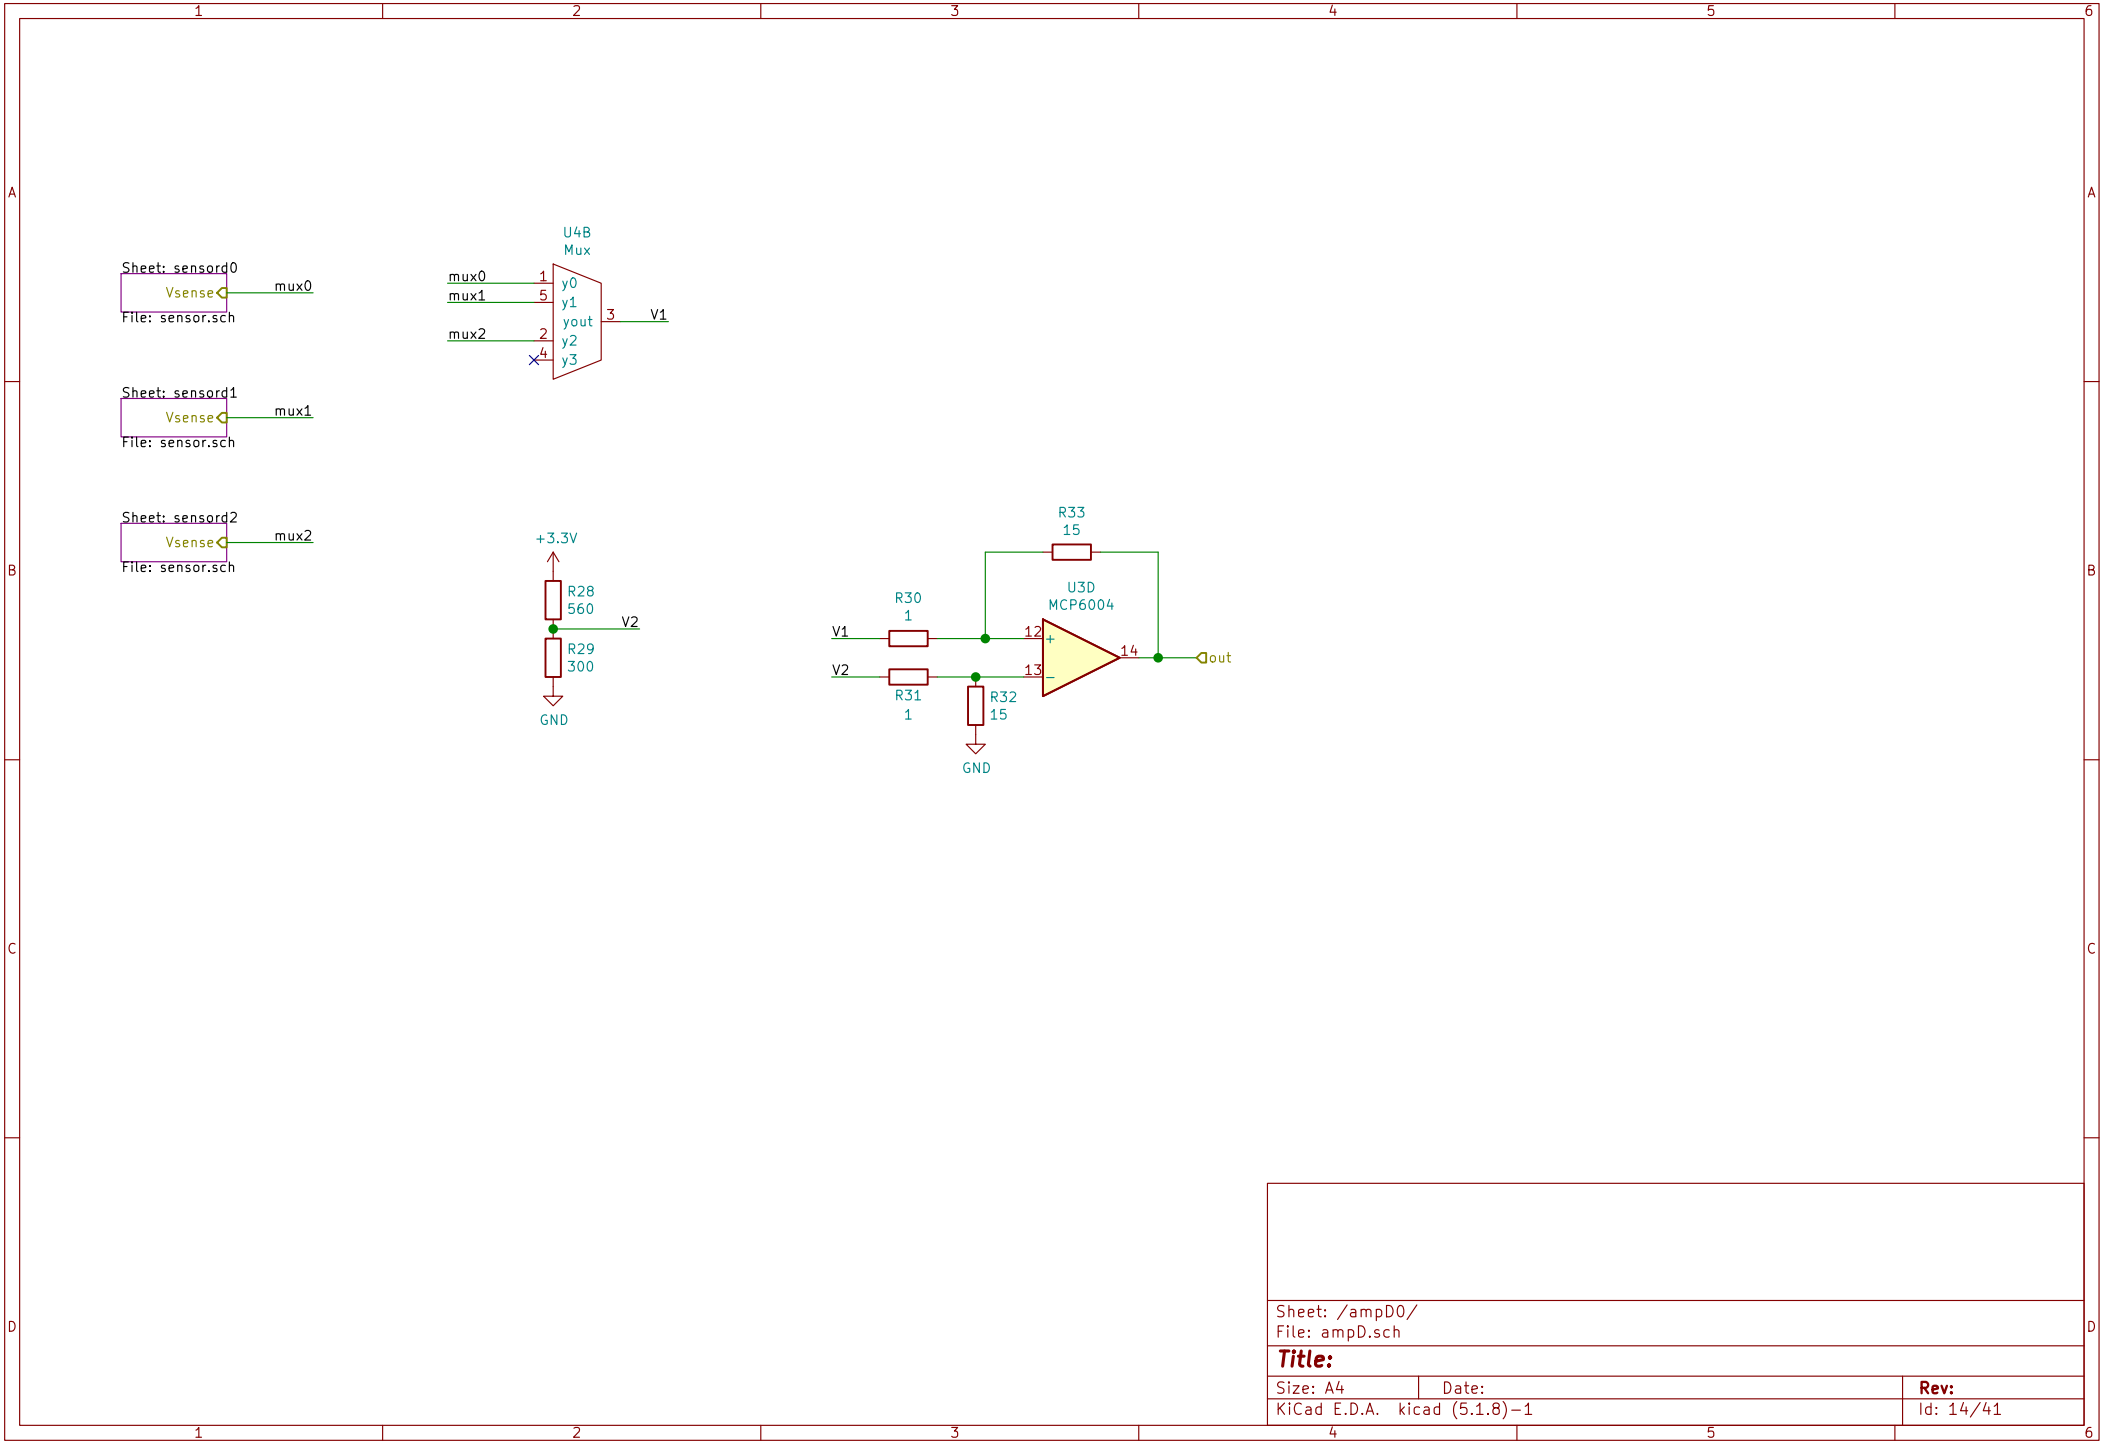 1 2 3 4 5 6
A A
B B
C C
D D
Sheet: sensord0
Vsense
mux0
File: sensor.sch
Sheet: sensord1
Vsense
mux1
File: sensor.sch
Sheet: sensord2
Vsense
mux2
File: sensor.sch
U4B
Mux
mux0 1 y0
mux1 5 y1
yout 3 V1
mux2 2 y2
4 y3
+3.3V
R28
560
V2
R29
300
GND
R33
15
U3D
MCP6004
R30
1
V1 12 +
14 out
V2 13 −
R31
1
R32
15
GND
Sheet: /ampD0/
File: ampD.sch
Title:
Size: A4 Date: Rev:
KiCad E.D.A. kicad (5.1.8)-1 Id: 14/41
1 2 3 4 5 6